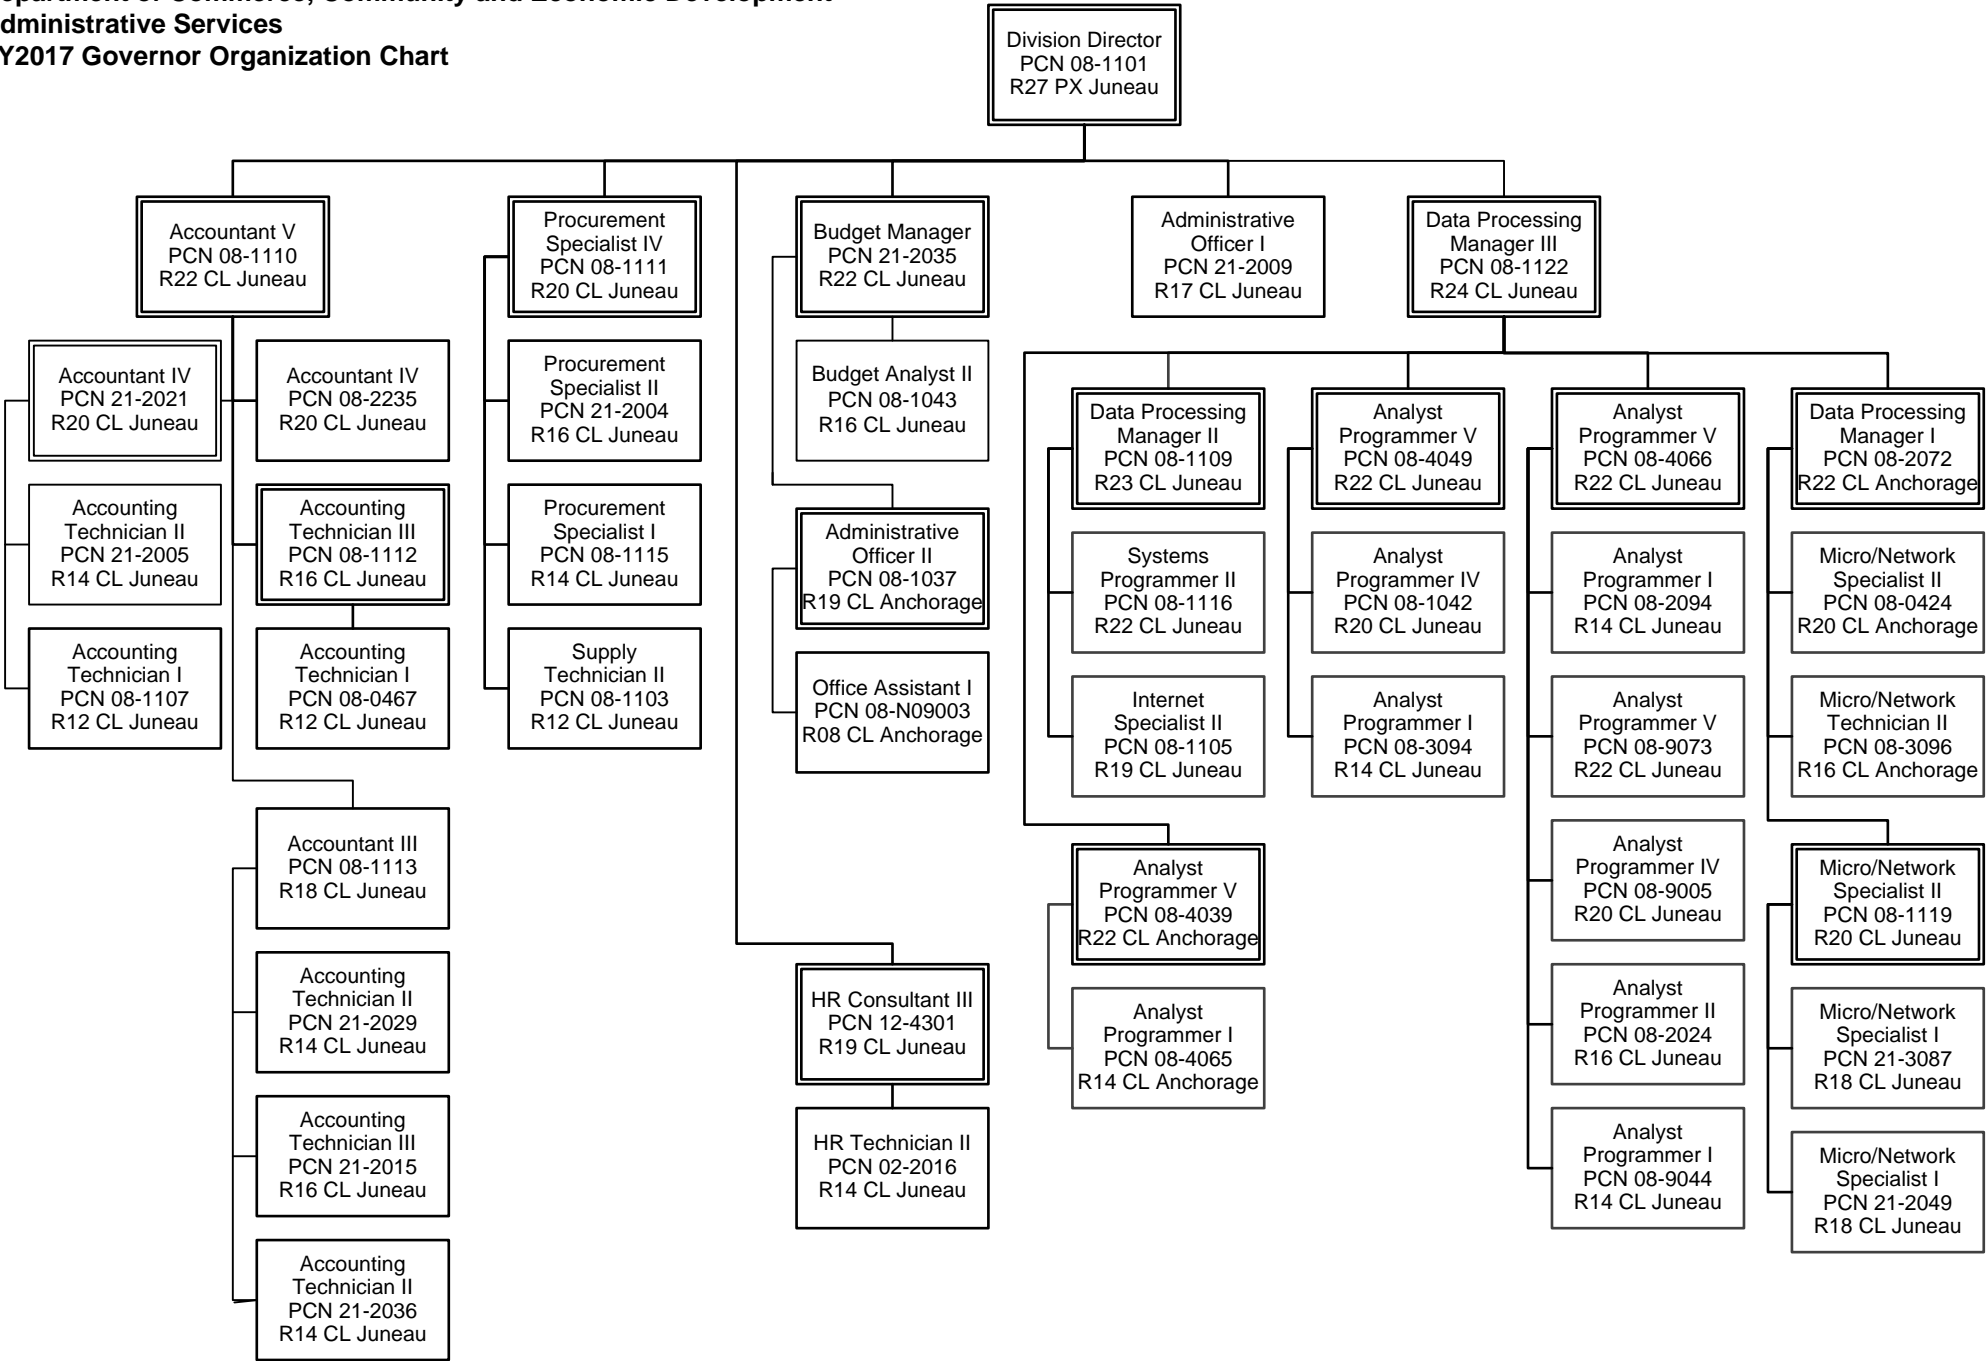 epartment of Commerce, Community and Economic Development
dministrative Services
Y2017 Governor Organization Chart
Division Director
PCN 08-1101
R27 PX Juneau
Accountant V
PCN 08-1110
R22 CL Juneau
Procurement
Specialist IV
PCN 08-1111
R20 CL Juneau
Budget Manager
PCN 21-2035
R22 CL Juneau
Administrative
Officer I
PCN 21-2009
R17 CL Juneau
Data Processing
Manager III
PCN 08-1122
R24 CL Juneau
Accountant IV
PCN 21-2021
R20 CL Juneau
Accounting
Technician II
PCN 21-2005
R14 CL Juneau
Accounting
Technician I
PCN 08-1107
R12 CL Juneau
Accountant IV
PCN 08-2235
R20 CL Juneau
Accounting
Technician III
PCN 08-1112
R16 CL Juneau
Accounting
Technician I
PCN 08-0467
R12 CL Juneau
Accountant III
PCN 08-1113
R18 CL Juneau
Accounting
Technician II
PCN 21-2029
R14 CL Juneau
Accounting
Technician III
PCN 21-2015
R16 CL Juneau
Accounting
Technician II
PCN 21-2036
R14 CL Juneau
Procurement
Specialist II
PCN 21-2004
R16 CL Juneau
Procurement
Specialist I
PCN 08-1115
R14 CL Juneau
Supply
Technician II
PCN 08-1103
R12 CL Juneau
Budget Analyst II
PCN 08-1043
R16 CL Juneau
Administrative
Officer II
PCN 08-1037
R19 CL Anchorage
Office Assistant I
PCN 08-N09003
R08 CL Anchorage
HR Consultant III
PCN 12-4301
R19 CL Juneau
HR Technician II
PCN 02-2016
R14 CL Juneau
Data Processing
Manager II
PCN 08-1109
R23 CL Juneau
Systems
Programmer II
PCN 08-1116
R22 CL Juneau
Internet
Specialist II
PCN 08-1105
R19 CL Juneau
Analyst
Programmer V
PCN 08-4039
R22 CL Anchorage
Analyst
Programmer I
PCN 08-4065
R14 CL Anchorage
Analyst
Programmer V
PCN 08-4049
R22 CL Juneau
Analyst
Programmer IV
PCN 08-1042
R20 CL Juneau
Analyst
Programmer I
PCN 08-3094
R14 CL Juneau
Analyst
Programmer V
PCN 08-4066
R22 CL Juneau
Analyst
Programmer I
PCN 08-2094
R14 CL Juneau
Analyst
Programmer V
PCN 08-9073
R22 CL Juneau
Analyst
Programmer IV
PCN 08-9005
R20 CL Juneau
Analyst
Programmer II
PCN 08-2024
R16 CL Juneau
Analyst
Programmer I
PCN 08-9044
R14 CL Juneau
Data Processing
Manager I
PCN 08-2072
R22 CL Anchorage
Micro/Network
Specialist II
PCN 08-0424
R20 CL Anchorage
Micro/Network
Technician II
PCN 08-3096
R16 CL Anchorage
Micro/Network
Specialist II
PCN 08-1119
R20 CL Juneau
Micro/Network
Specialist I
PCN 21-3087
R18 CL Juneau
Micro/Network
Specialist I
PCN 21-2049
R18 CL Juneau